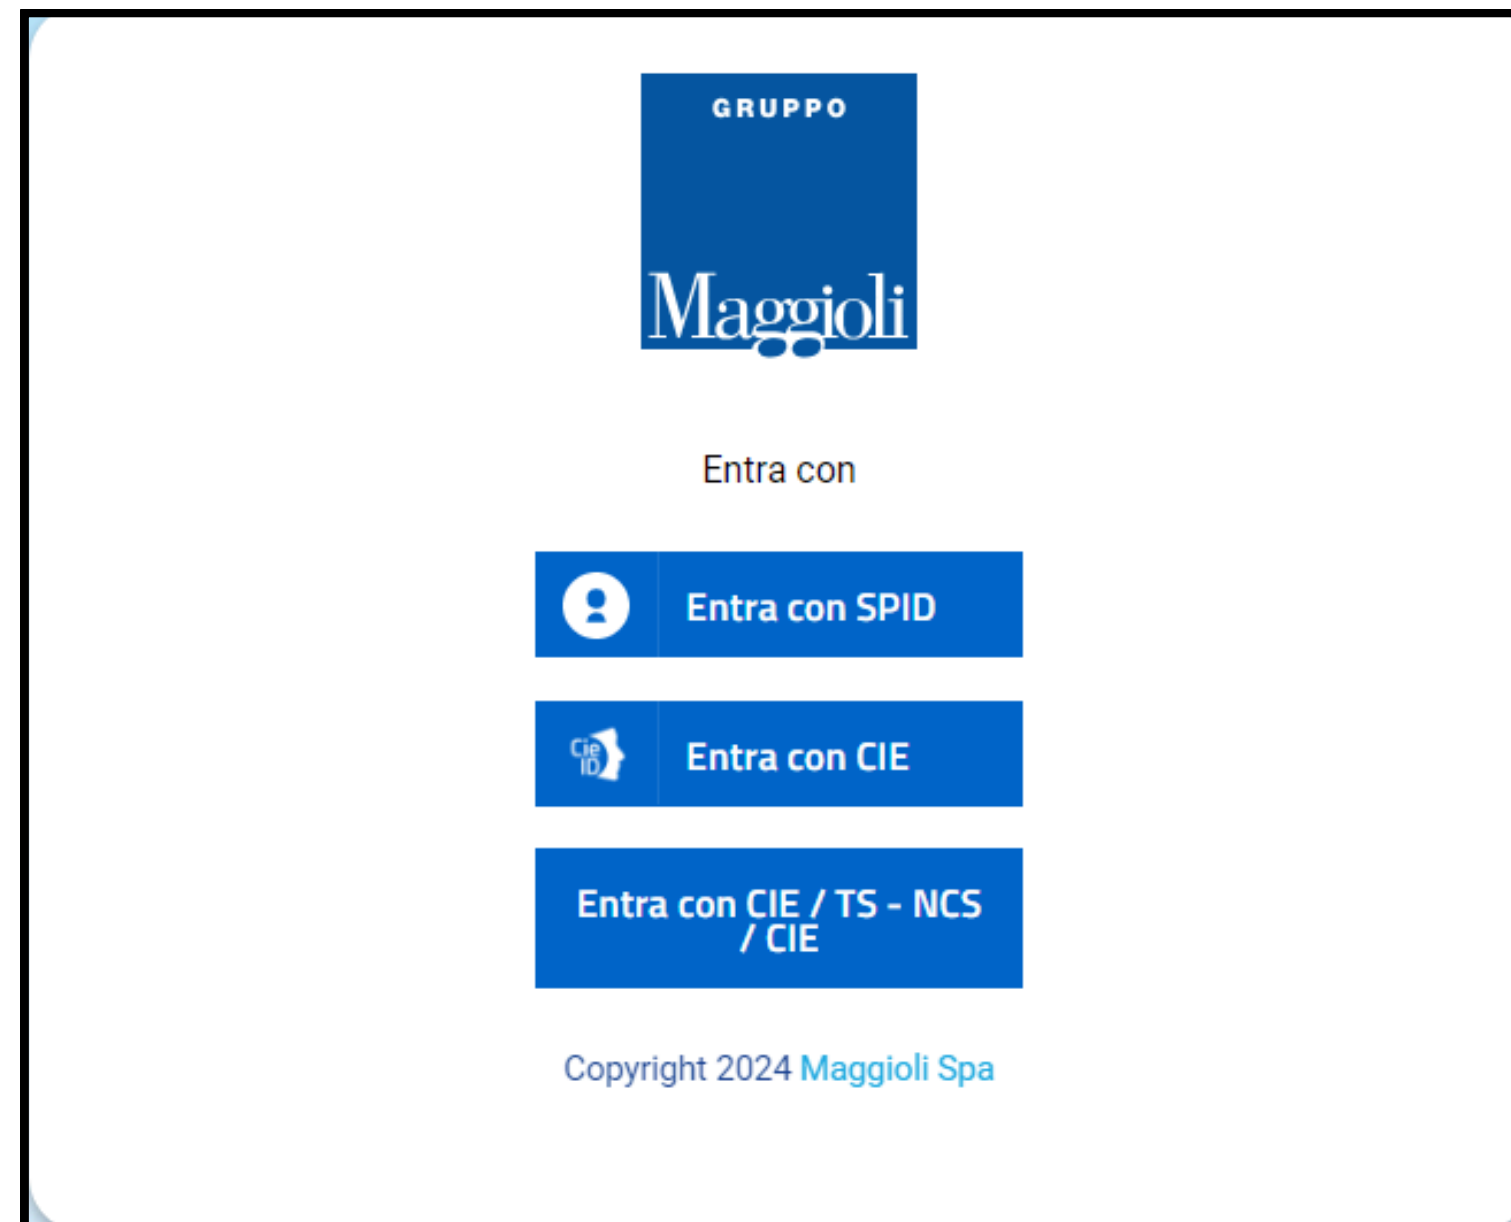 GRUPPO
Maggioli
Entra con
Entra con SPID
Cie
ID
Entra con CIE
Entra con CIE / TS - NCS
/ CIE
Copyright 2024 Maggioli Spa